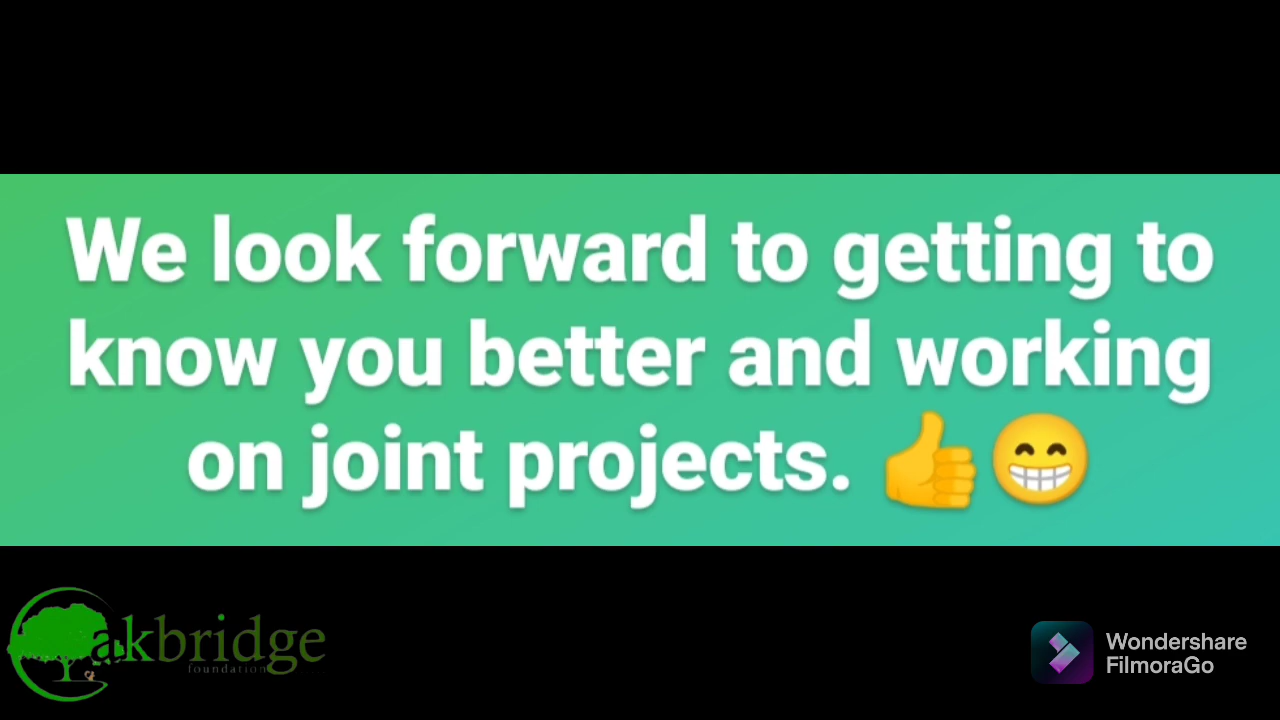 We look forward to getting to
know you better and working
on joint projects. 👍😁
akbridge
foundation
Wondershare
FilmoraGo